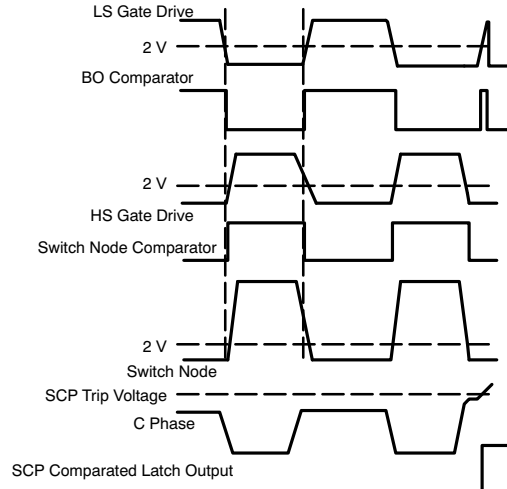 LS Gate Drive
2 V
BO Comparator
2 V
HS Gate Drive
Switch Node Comparator
2 V
Switch Node
SCP Trip Voltage
C Phase
SCP Comparated Latch Output